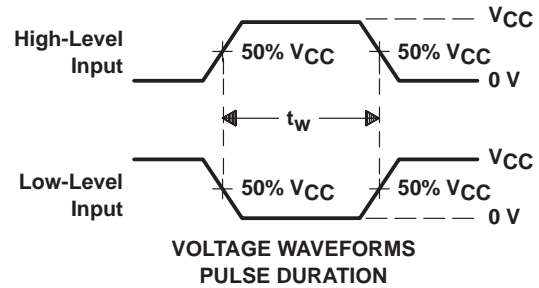 High-Level
Input
50% VCC
50% VCC
VCC
0 V
tw
Low-Level
Input
50% VCC
50% VCC
VCC
0 V
VOLTAGE WAVEFORMS
PULSE DURATION